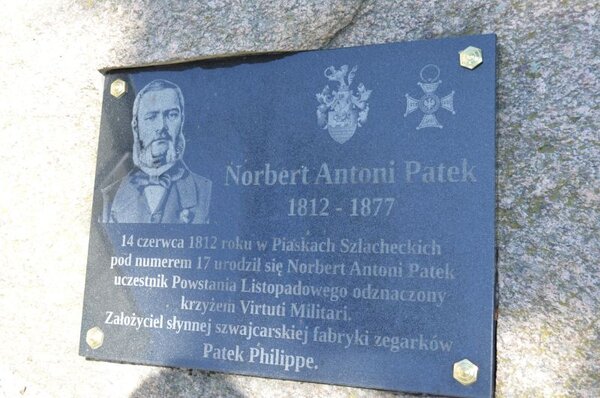 Norbert Antoni Patek
1812 - 1877
14 czerwca 1812 roku w Piaskach Szlacheckich
pod numerem 17 urodził się Norbert Antoni Patek
uczestnik Powstania Listopadowego odznaczony
krzyżem Virtuti Militari.
Założyciel słynnej szwajcarskiej fabryki zegarków
Patek Philippe.